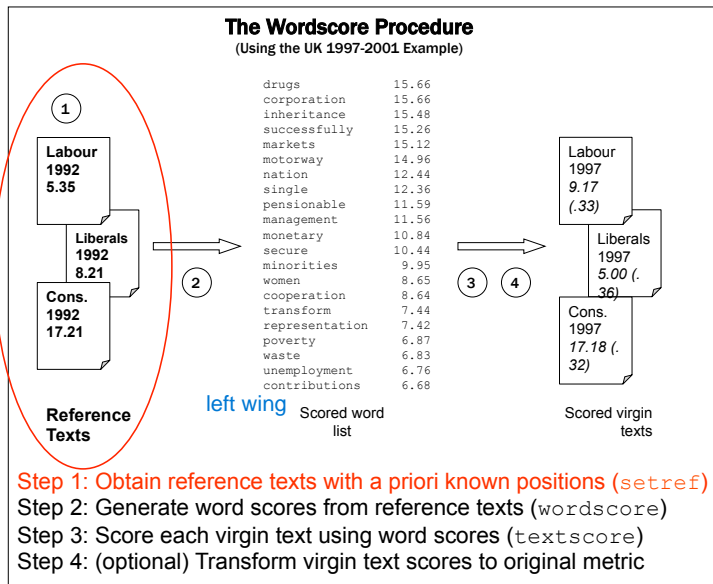 The Wordscore Procedure
(Using the UK 1997-2001 Example)
1
Labour
1992
5.35
Liberals
1992
8.21
Cons.
1992
17.21
Reference
Texts
2
drugs 15.66
corporation 15.66
inheritance 15.48
successfully 15.26
markets 15.12
motorway 14.96
nation 12.44
single 12.36
pensionable 11.59
management 11.56
monetary 10.84
secure 10.44
minorities 9.95
women 8.65
cooperation 8.64
transform 7.44
representation 7.42
poverty 6.87
waste 6.83
unemployment 6.76
contributions 6.68
left wing
Scored word
list
3 4
Labour
1997
9.17
(.33)
Liberals
1997
5.00 (.
36)
Cons.
1997
17.18 (.
32)
Scored virgin
texts
Step 1: Obtain reference texts with a priori known positions (setref)
Step 2: Generate word scores from reference texts (wordscore)
Step 3: Score each virgin text using word scores (textscore)
Step 4: (optional) Transform virgin text scores to original metric